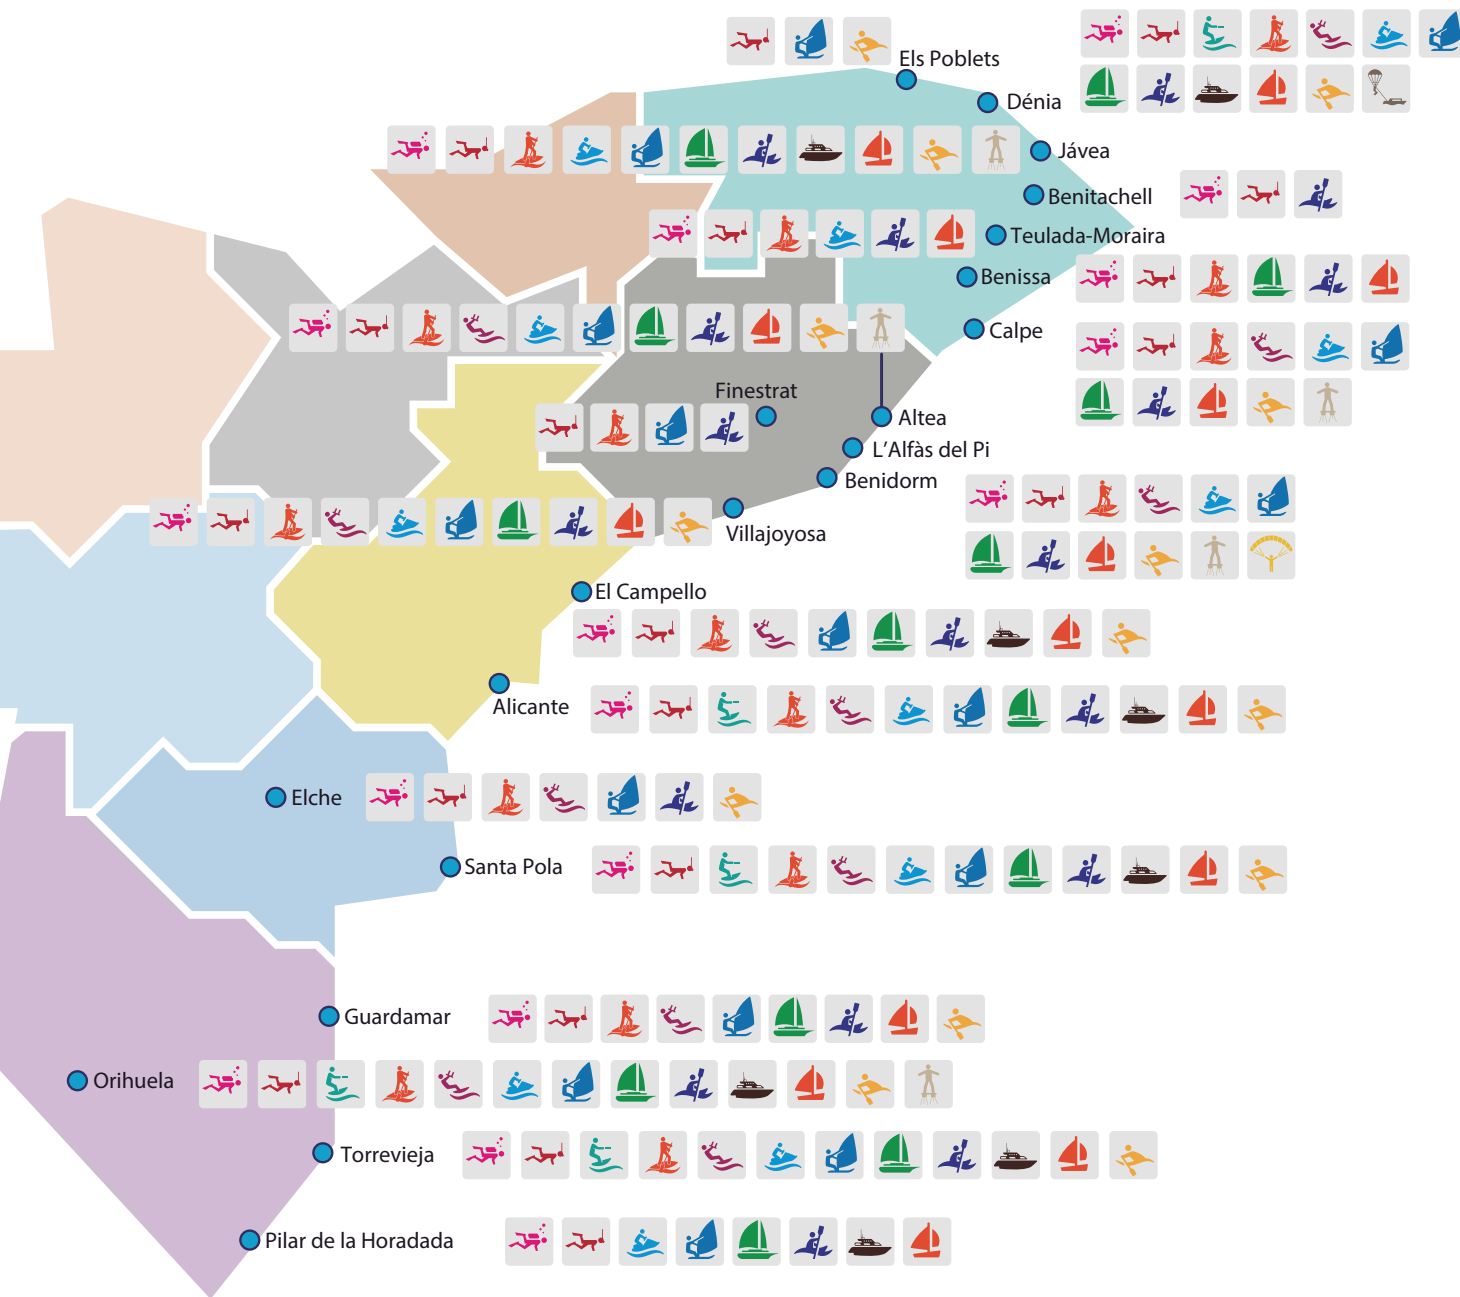 Els Poblets
Dénia
Jávea
Benitachell
Teulada-Moraira
Benissa
Calpe
Finestrat
Altea
L'Alfàs del Pi
Benidorm
Villajoyosa
El Campello
Alicante
Elche
Santa Pola
Guardamar
Orihuela
Torrevieja
Pilar de la Horadada